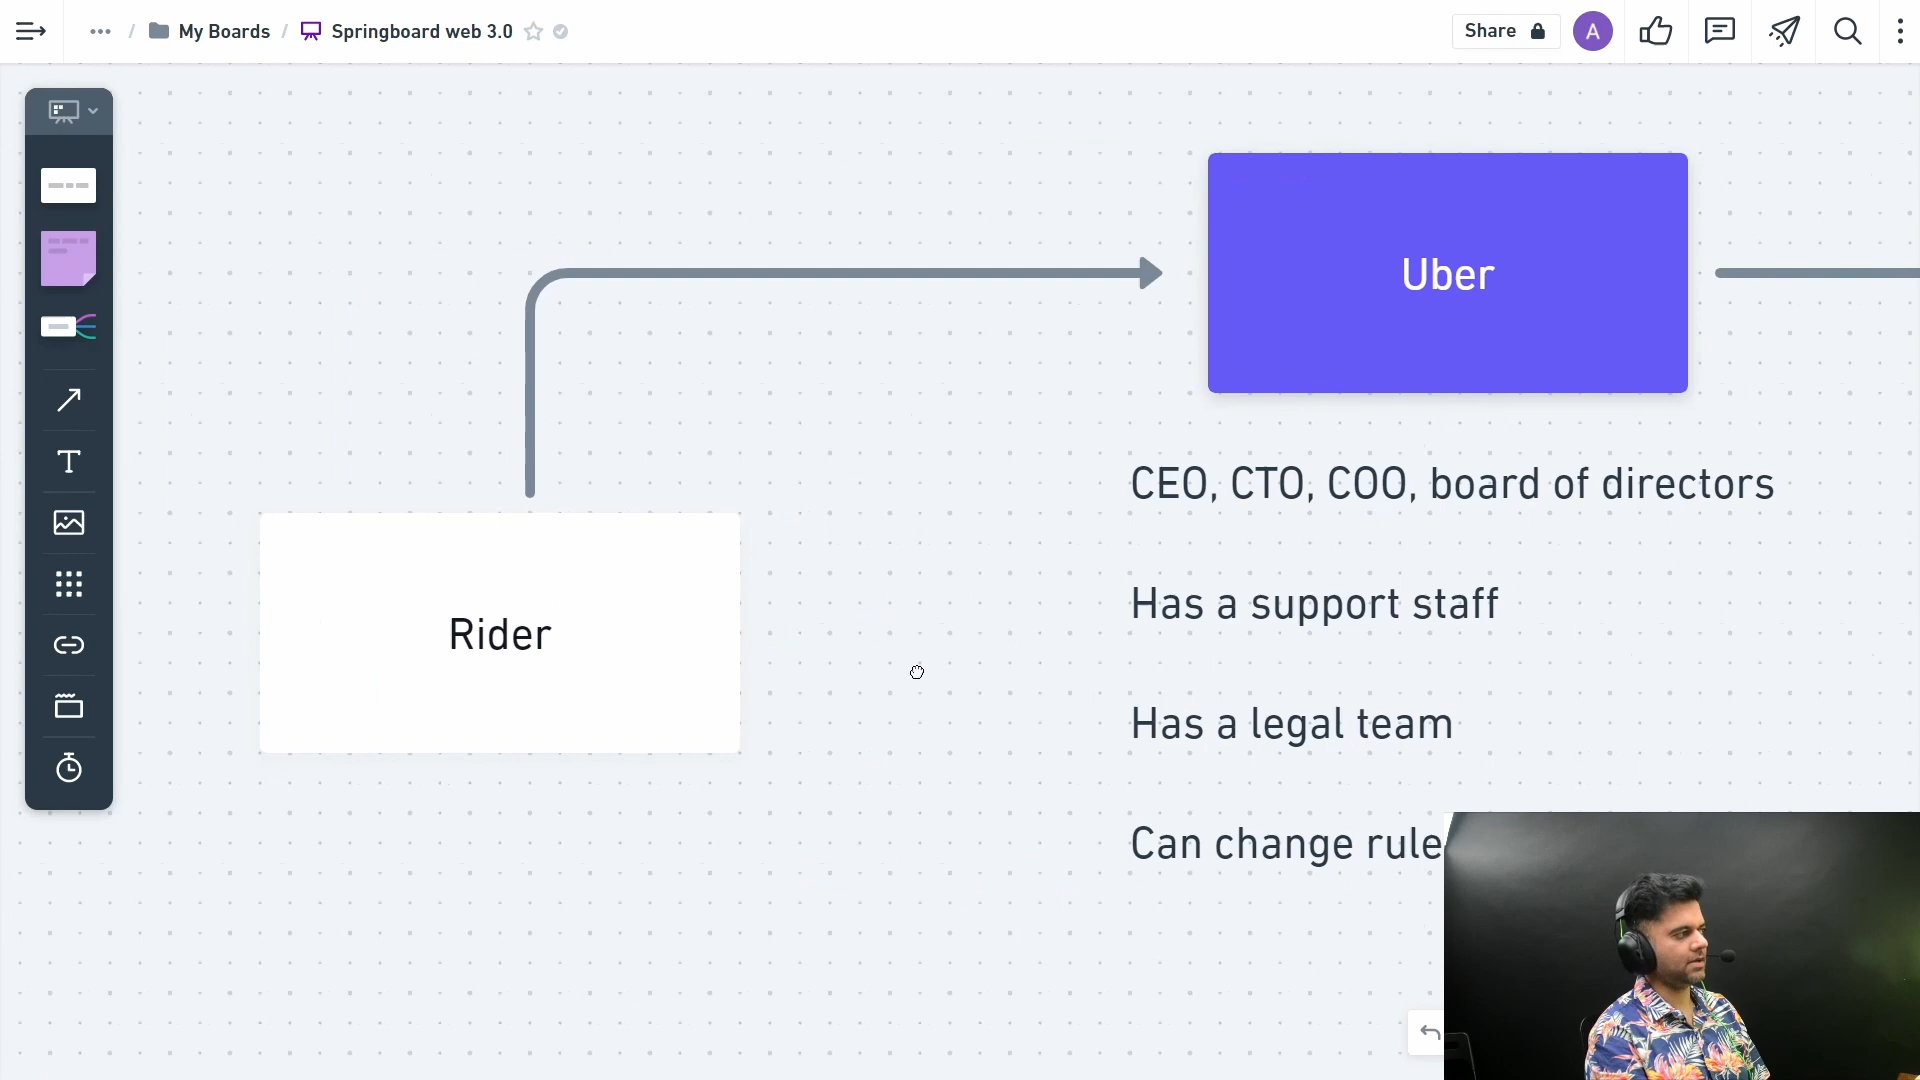 ... / My Boards / Springboard web 3.0
Share
A
Uber
CEO, CTO, COO, board of directors
Has a support staff
Rider
Has a legal team
Can change rule